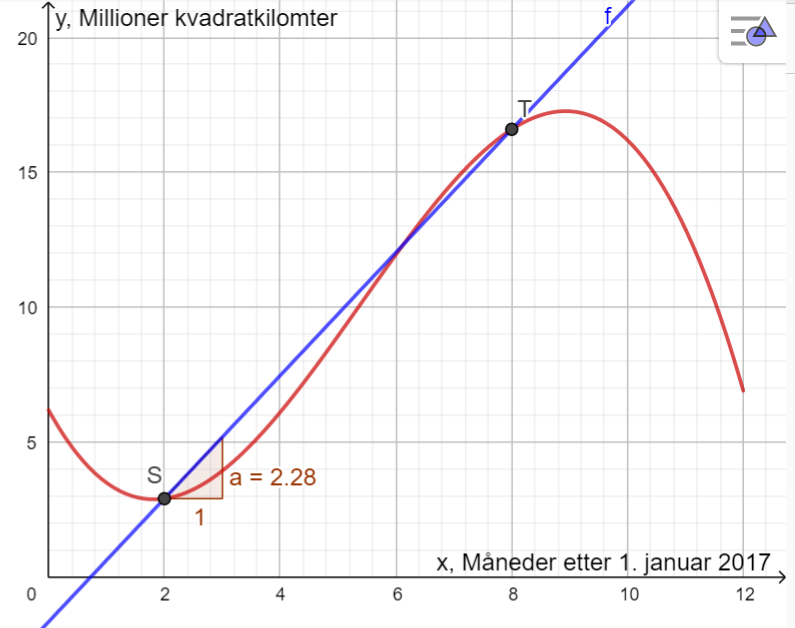 y, Millioner kvadratkilomter
f
20
T
15
10
5
S
a = 2.28
1
x, Måneder etter 1. januar 2017
0
2
4
6
8
10
12